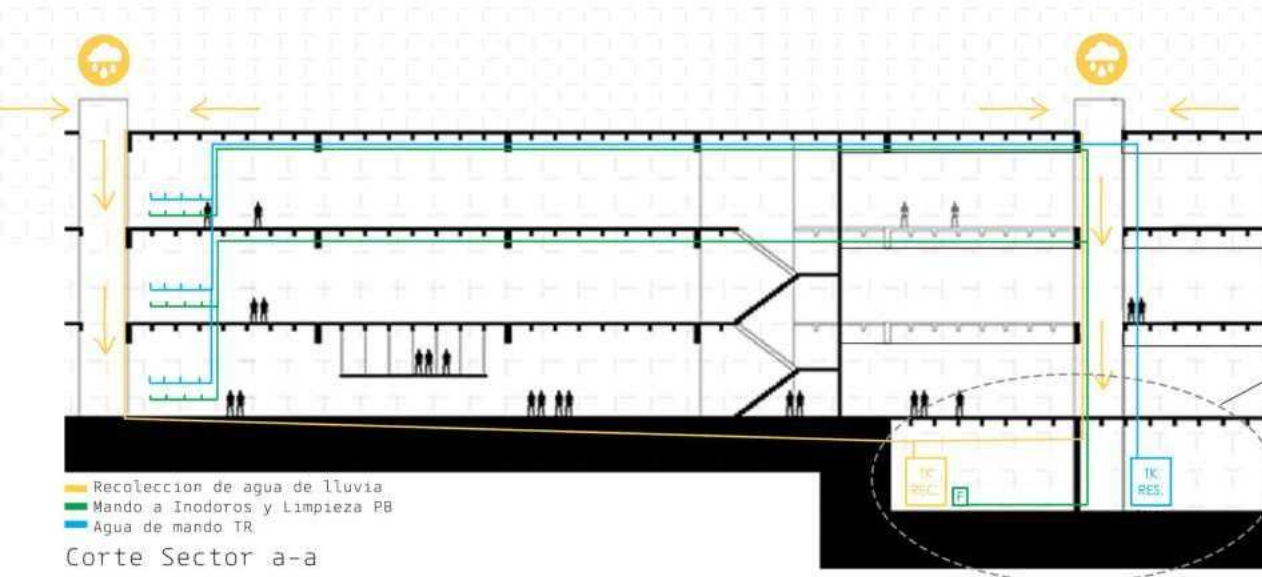 TK
REC.
F
TK
RES.
Recoleccion de agua de lluvia
Mando a Inodoros y Limpieza PB
Agua de mando TR
Corte Sector a-a